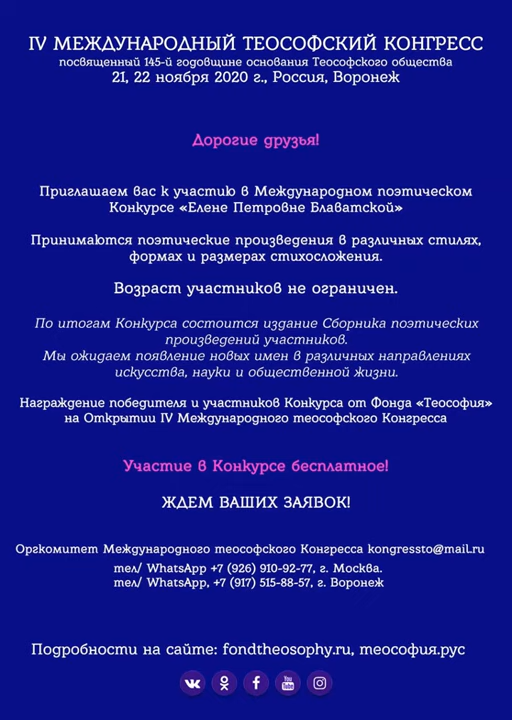 IV МЕЖДУНАРОДНЫЙ ТЕОСОФСКИЙ КОНГРЕСС
посвященный 145-й годовщине основания Теософского общества
21, 22 ноября 2020 г., Россия, Воронеж
Дорогие друзья!
Приглашаем вас к участию в Международном поэтическом
Конкурсе «Елене Петровне Блаватской»
Принимаются поэтические произведения в различных стилях,
формах и размерах стихосложения.
Возраст участников не ограничен.
По итогам Конкурса состоится издание Сборника поэтических
произведений участников.
Мы ожидаем появление новых имен в различных направлениях
искусства, науки и общественной жизни.
Награждение победителя и участников Конкурса от Фонда «Теософия»
на Открытии IV Международного теософского Конгресса
Участие в Конкурсе бесплатное!
ЖДЕМ ВАШИХ ЗАЯВОК!
Оргкомитет Международного теософского Конгресса kongressto@mail.ru
тел/ WhatsApp +7 (926) 910-92-77, г. Москва.
тел/ WhatsApp, +7 (917) 515-88-57, г. Воронеж
Подробности на сайте: fondtheosophy.ru, теософия.рус
You Tube